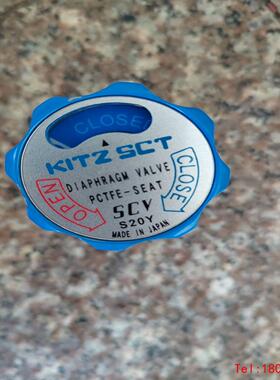 CLOSE
KITZ SCT
DIAPHRAGM VALVE
PCTFE-SEAT
OPEN
CLOSE
SCV
S20Y
MADE IN JAPAN
Tel:180